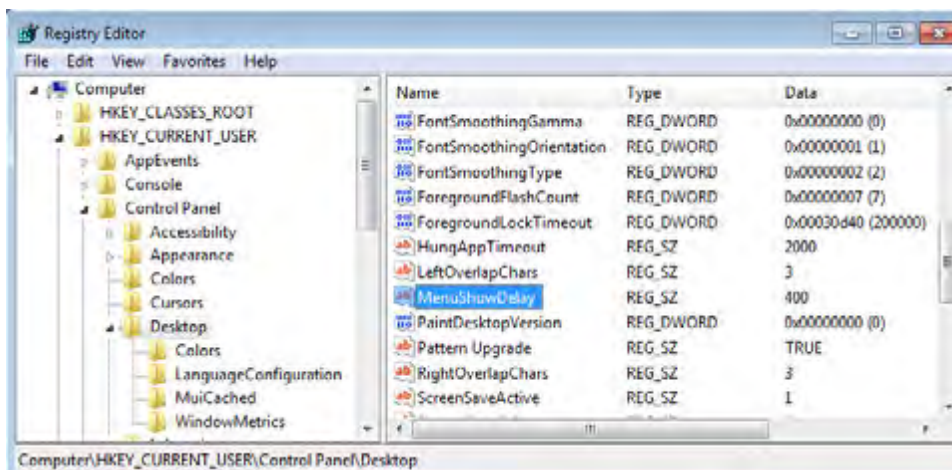 Registry Editor
File Edit View Favorites Help
Computer
HKEY_CLASSES_ROOT
HKEY_CURRENT_USER
AppEvents
Console
Control Panel
Accessibility
Appearance
Colors
Cursors
Desktop
Colors
LanguageConfiguration
MuiCached
WindowMetrics
Name Type Data
FontSmoothingGamma REG_DWORD 0x00000000 (0)
FontSmoothingOrientation REG_DWORD 0x00000001 (1)
FontSmoothingType REG_DWORD 0x00000002 (2)
ForegroundFlashCount REG_DWORD 0x00000007 (7)
ForegroundLockTimeout REG_DWORD 0x00030d40 (200000)
HungAppTimeout REG_SZ 2000
LeftOverlapChars REG_SZ 3
MenuShowDelay REG_SZ 400
PaintDesktopVersion REG_DWORD 0x00000000 (0)
Pattern Upgrade REG_SZ TRUE
RightOverlapChars REG_SZ 3
ScreenSaveActive REG_SZ 1
Computer\HKEY_CURRENT_USER\Control Panel\Desktop